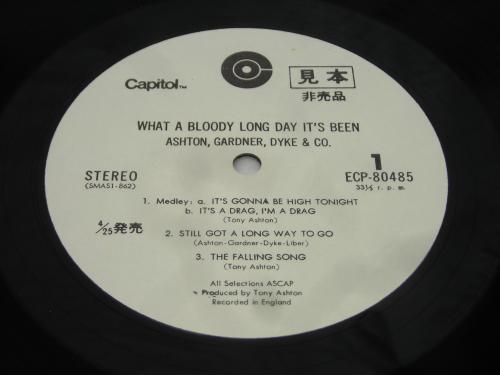 Capitol™
見本
非売品
WHAT A BLOODY LONG DAY IT'S BEEN
ASHTON, GARDNER, DYKE & CO.
STEREO
(SMAS1-862)
1
ECP-80485
33⅓ r. p. m.
1. Medley: a. IT'S GONNA BE HIGH TONIGHT
b. IT'S A DRAG, I'M A DRAG
(Tony Ashton)
4/25発売
2. STILL GOT A LONG WAY TO GO
(Ashton-Gardner-Dyke-Liber)
3. THE FALLING SONG
(Tony Ashton)
All Selections ASCAP
Produced by Tony Ashton
Recorded in England